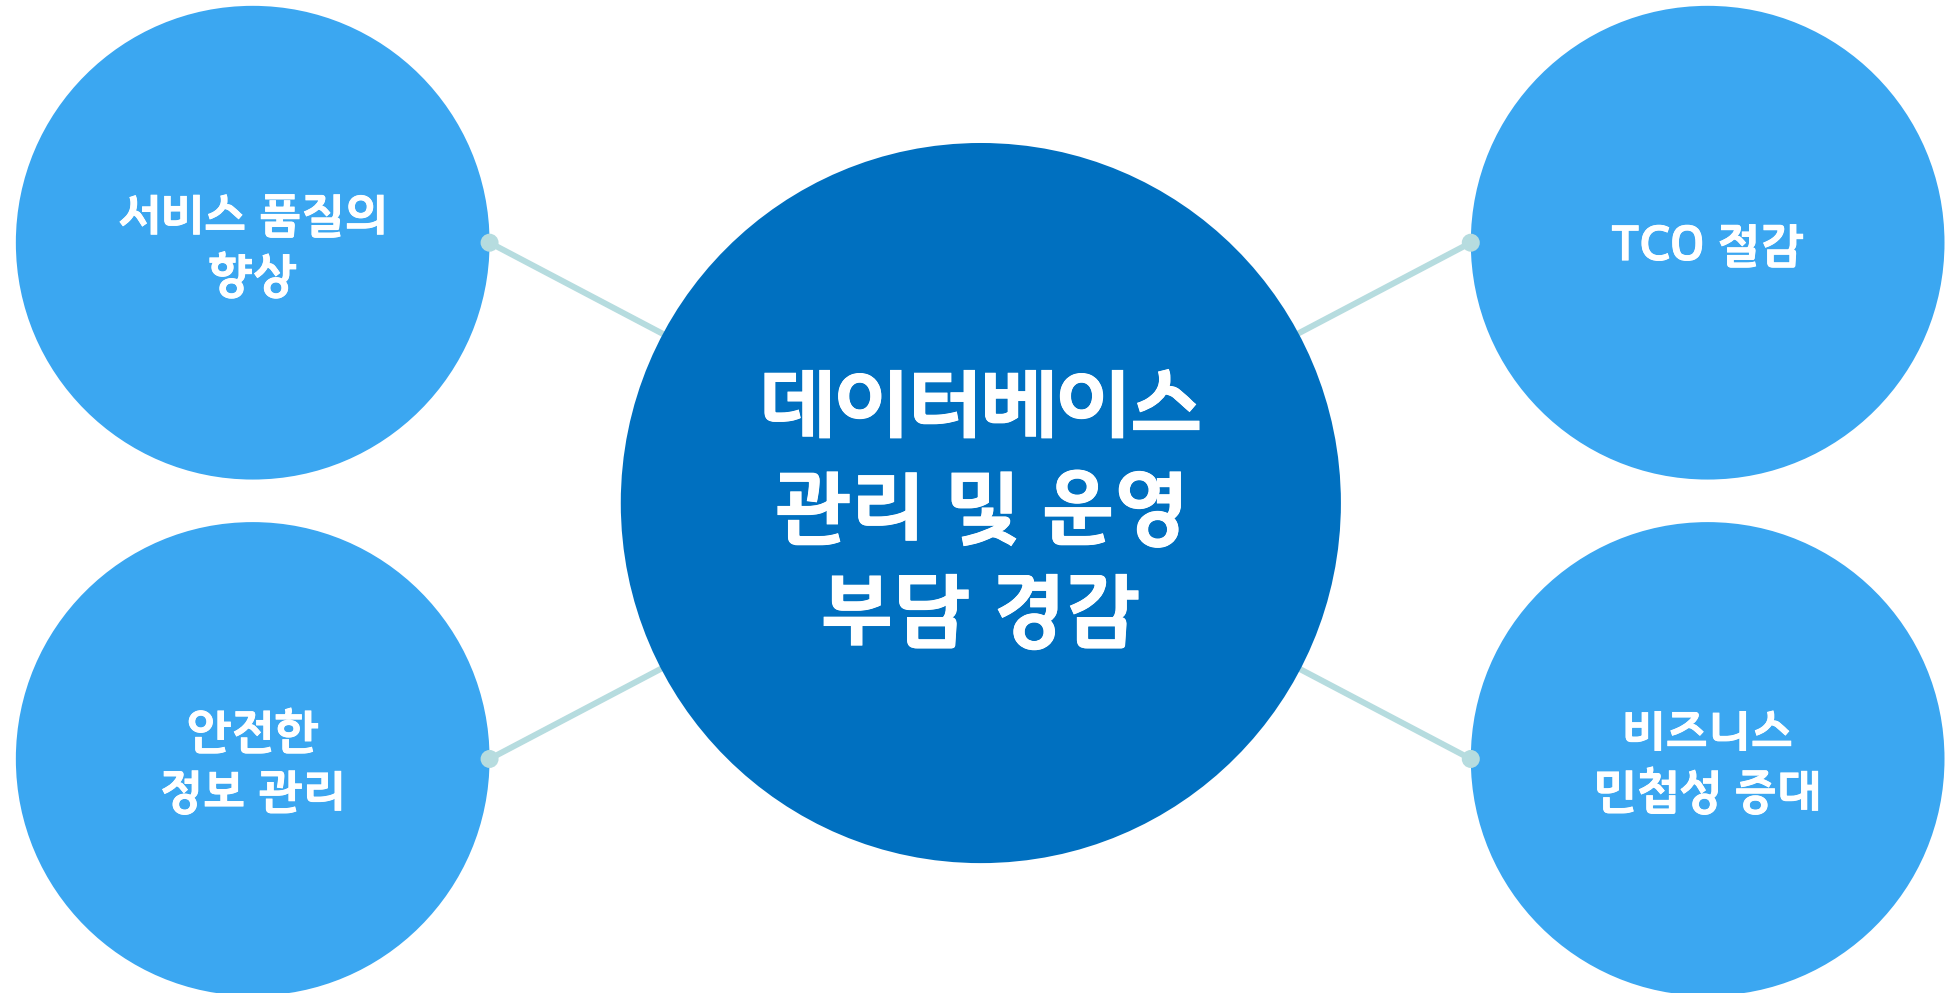 서비스 품질의
향상
TCO 절감
데이터베이스
관리 및 운영
부담 경감
안전한
정보 관리
비즈니스
민첩성 증대